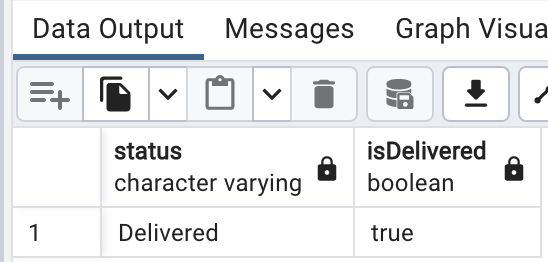 Data Output Messages Graph Visua
status isDelivered
character varying boolean
1 Delivered true